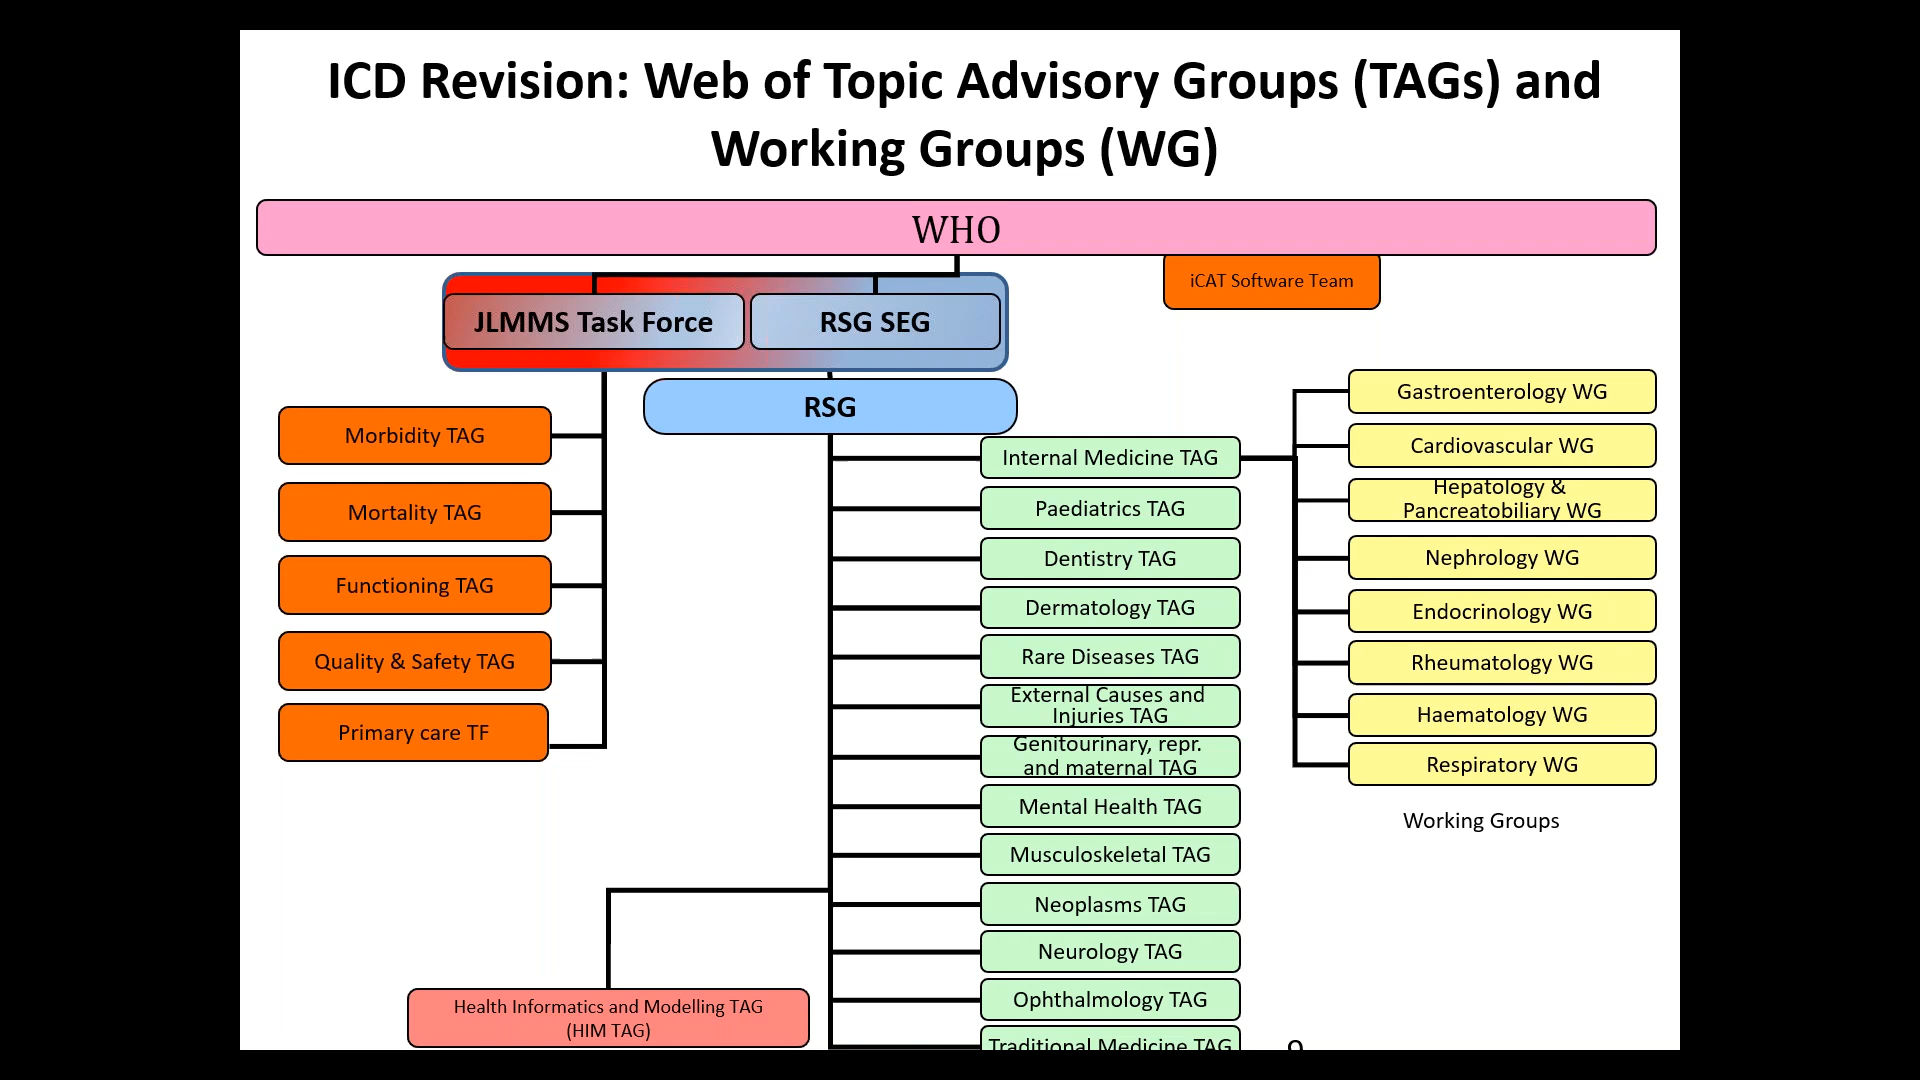 ICD Revision: Web of Topic Advisory Groups (TAGs) and
Working Groups (WG)
WHO
iCAT Software Team
JLMMS Task Force
RSG SEG
RSG
Morbidity TAG
Mortality TAG
Functioning TAG
Quality & Safety TAG
Primary care TF
Health Informatics and Modelling TAG
(HIM TAG)
Internal Medicine TAG
Paediatrics TAG
Dentistry TAG
Dermatology TAG
Rare Diseases TAG
External Causes and
Injuries TAG
Genitourinary, repr.
and maternal TAG
Mental Health TAG
Musculoskeletal TAG
Neoplasms TAG
Neurology TAG
Ophthalmology TAG
Traditional Medicine TAG
Gastroenterology WG
Cardiovascular WG
Hepatology &
Pancreatobiliary WG
Nephrology WG
Endocrinology WG
Rheumatology WG
Haematology WG
Respiratory WG
Working Groups